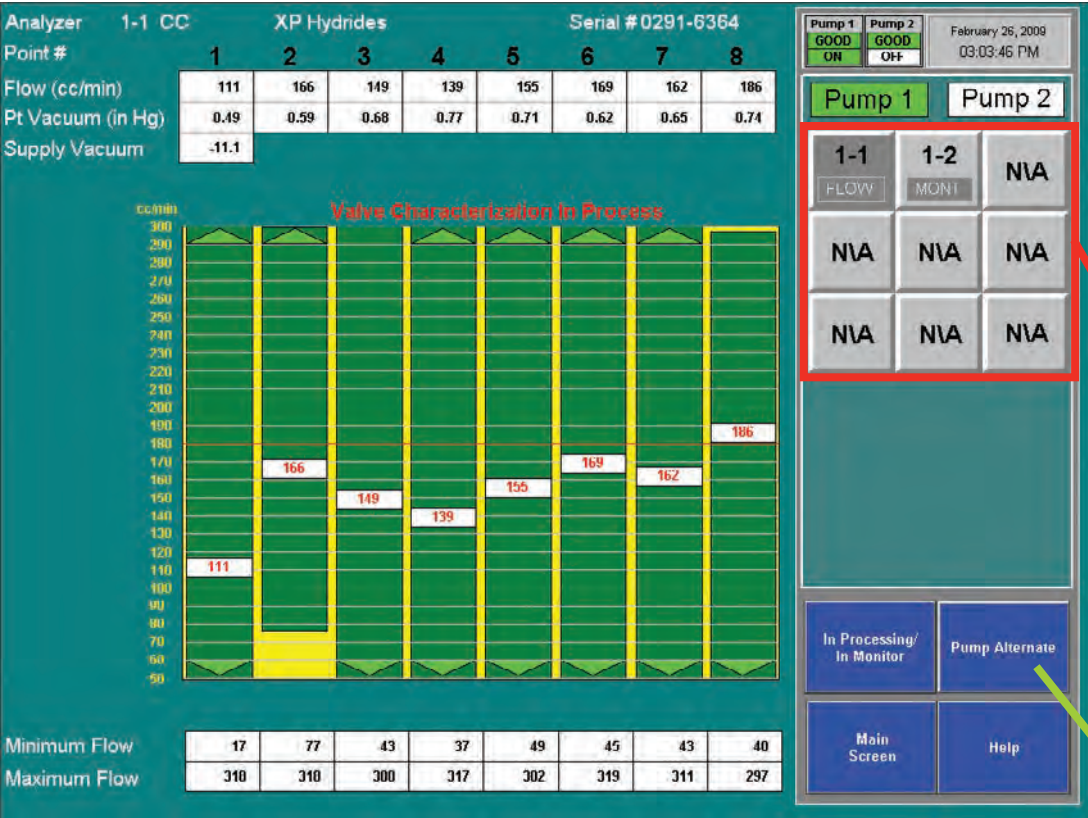 Analyzer 1-1 CC XP Hydrides Serial # 0291-6364
Point # 1 2 3 4 5 6 7 8
Flow (cc/min) 111 166 149 139 155 169 162 186
Pt Vacuum (in Hg) 0.49 0.59 0.68 0.77 0.71 0.62 0.65 0.74
Supply Vacuum -11.1
cc/min
Valve Characterization In Process
300
290
280
270
260
250
240
230
220
210
200
190
180
170
160
150
140
130
120
110
100
90
80
70
60
50
111
166
149
139
155
169
162
186
Minimum Flow 17 77 43 37 49 45 43 40
Maximum Flow 310 310 300 317 302 319 311 297
Pump 1 Pump 2
GOOD GOOD
ON OFF
February 26, 2009
03:03:46 PM
Pump 1 Pump 2
1-1 1-2 N\A
FLOW MONT
N\A N\A N\A
N\A N\A N\A
In Processing/
In Monitor
Pump Alternate
Main
Screen
Help